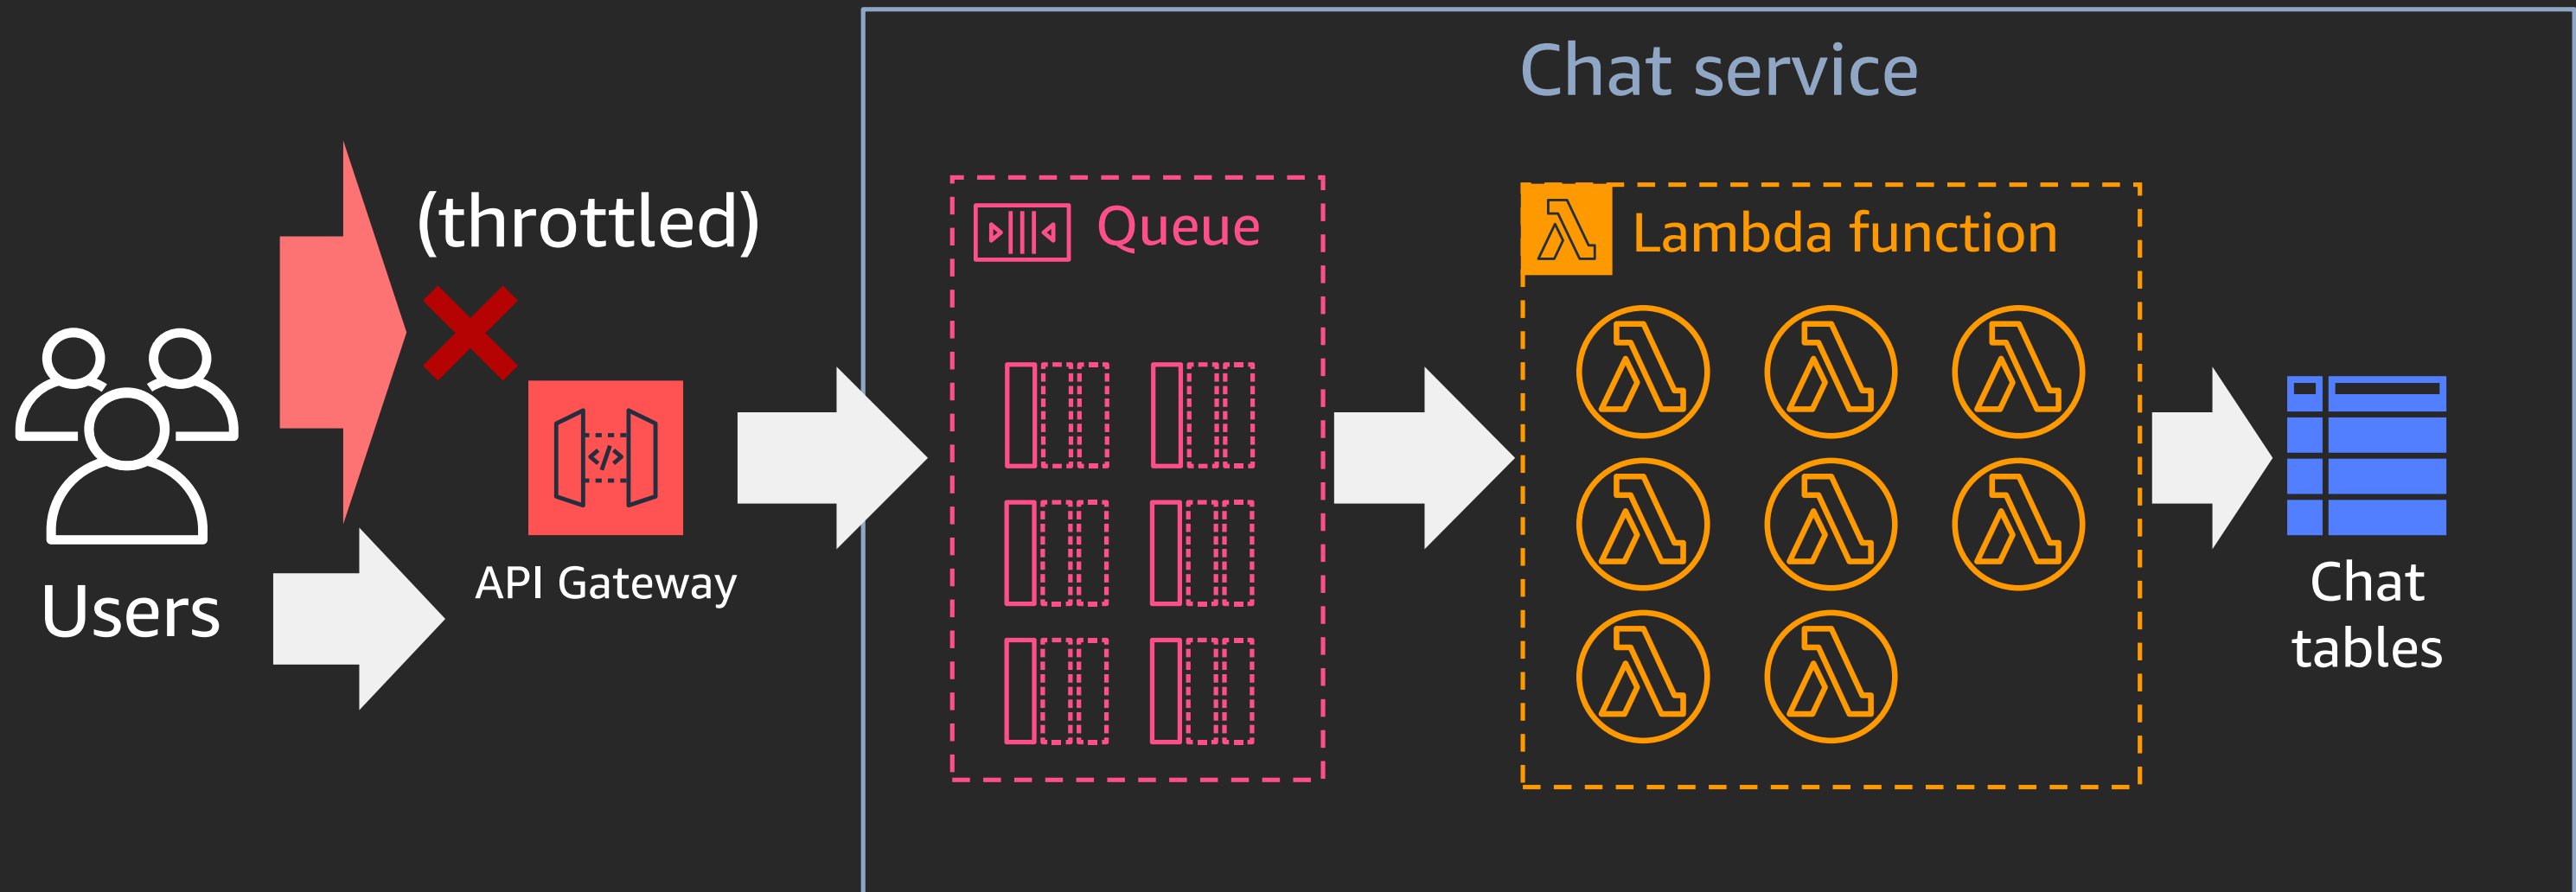 Chat service
(throttled)
Queue
Lambda function
API Gateway
Users
Chat
tables